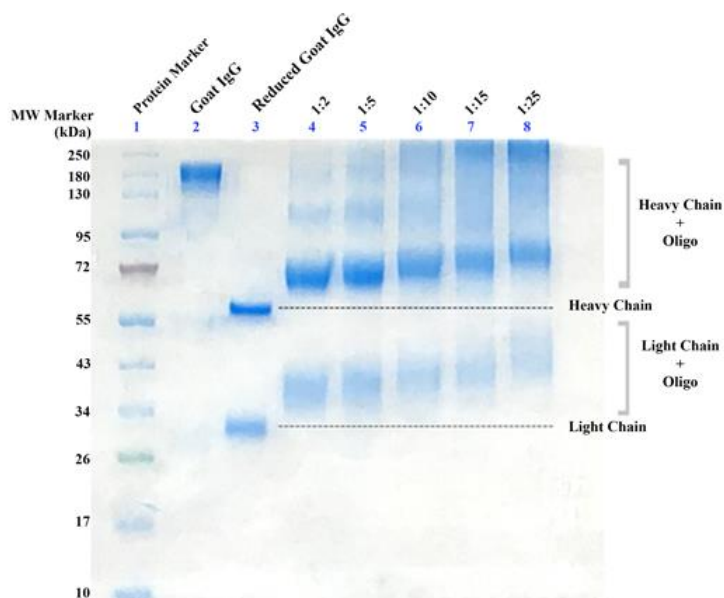 Protein Marker
Goat IgG
Reduced Goat IgG
1:2
1:5
1:10
1:15
1:25
MW Marker
(kDa)
1
2
3
4
5
6
7
8
250
180
130
95
72
55
43
34
26
17
10
Heavy Chain
+
Oligo
Heavy Chain
Light Chain
+
Oligo
Light Chain